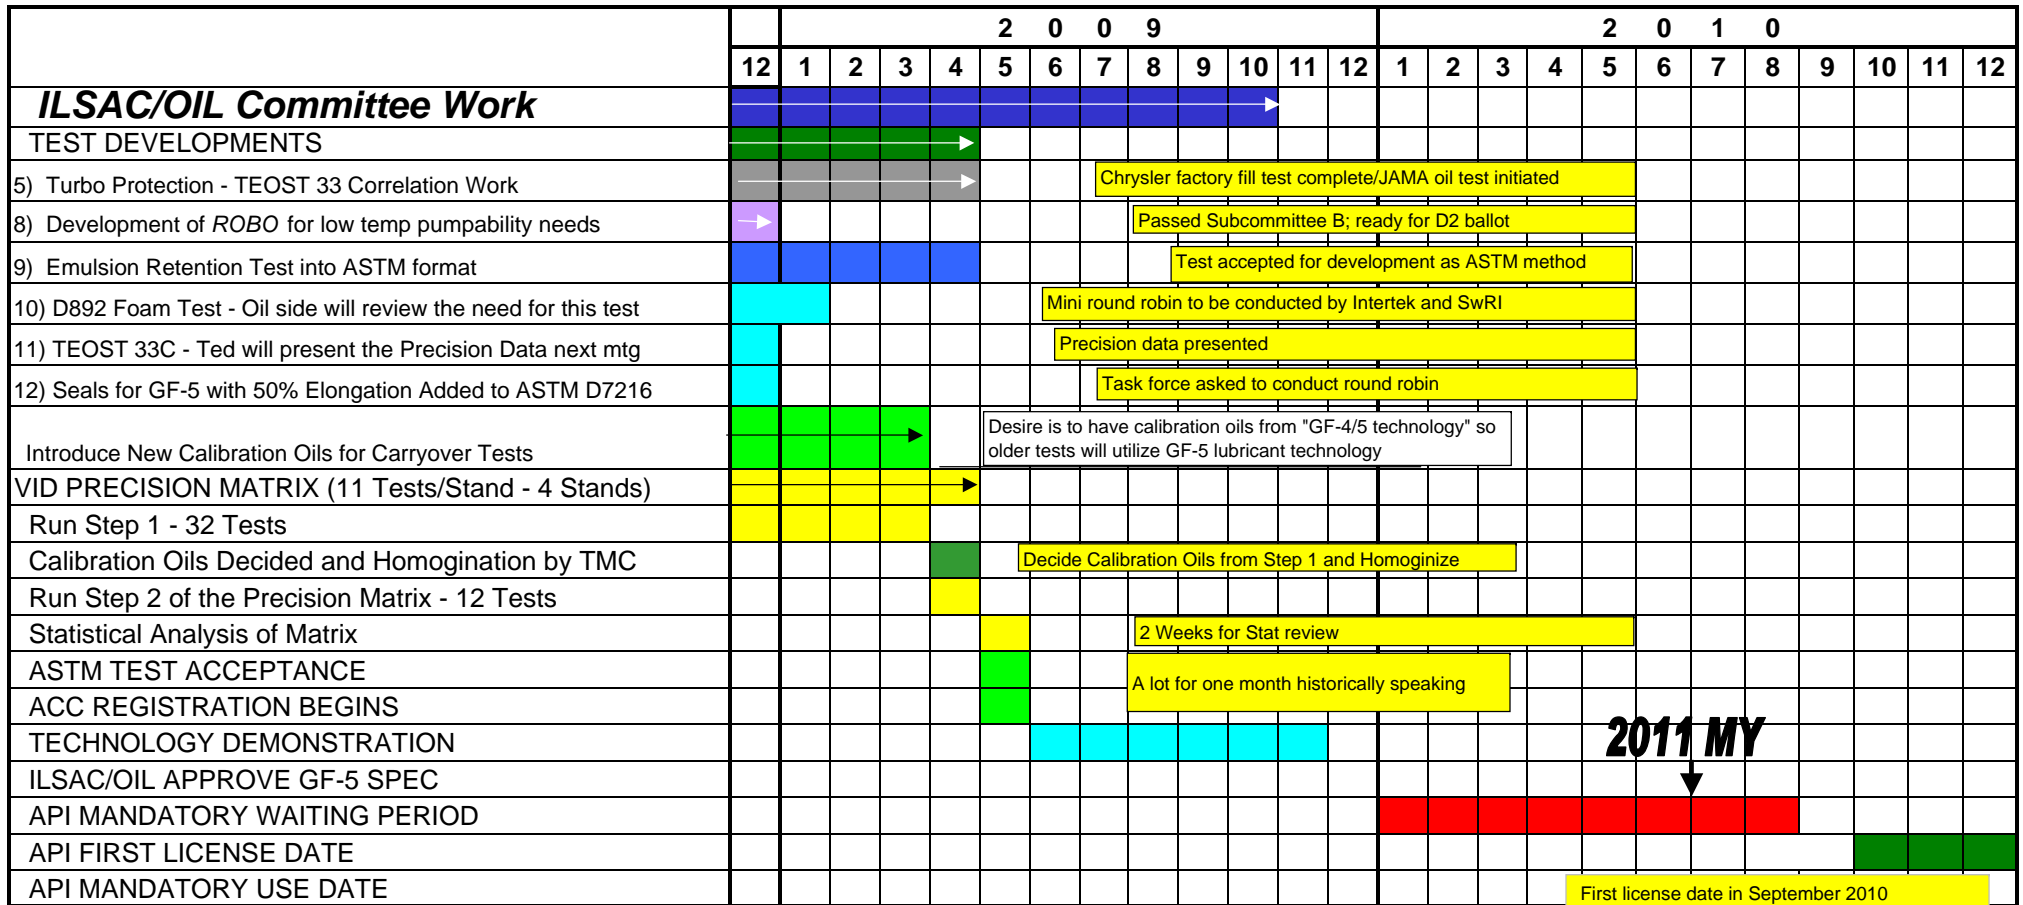 2 0 0 9 2 0 1 0
12 1 2 3 4 5 6 7 8 9 10 11 12 1 2 3 4 5 6 7 8 9 10 11 12
ILSAC/OIL Committee Work
TEST DEVELOPMENTS
5) Turbo Protection - TEOST 33 Correlation Work
Chrysler factory fill test complete/JAMA oil test initiated
8) Development of ROBO for low temp pumpability needs
Passed Subcommittee B; ready for D2 ballot
9) Emulsion Retention Test into ASTM format
Test accepted for development as ASTM method
10) D892 Foam Test - Oil side will review the need for this test
Mini round robin to be conducted by Intertek and SwRI
11) TEOST 33C - Ted will present the Precision Data next mtg
Precision data presented
12) Seals for GF-5 with 50% Elongation Added to ASTM D7216
Task force asked to conduct round robin
Introduce New Calibration Oils for Carryover Tests
Desire is to have calibration oils from "GF-4/5 technology" so
older tests will utilize GF-5 lubricant technology
VID PRECISION MATRIX (11 Tests/Stand - 4 Stands)
Run Step 1 - 32 Tests
Calibration Oils Decided and Homogination by TMC
Decide Calibration Oils from Step 1 and Homoginize
Run Step 2 of the Precision Matrix - 12 Tests
Statistical Analysis of Matrix
2 Weeks for Stat review
ASTM TEST ACCEPTANCE
A lot for one month historically speaking
ACC REGISTRATION BEGINS
TECHNOLOGY DEMONSTRATION
2011 MY
ILSAC/OIL APPROVE GF-5 SPEC
API MANDATORY WAITING PERIOD
API FIRST LICENSE DATE
API MANDATORY USE DATE
First license date in September 2010